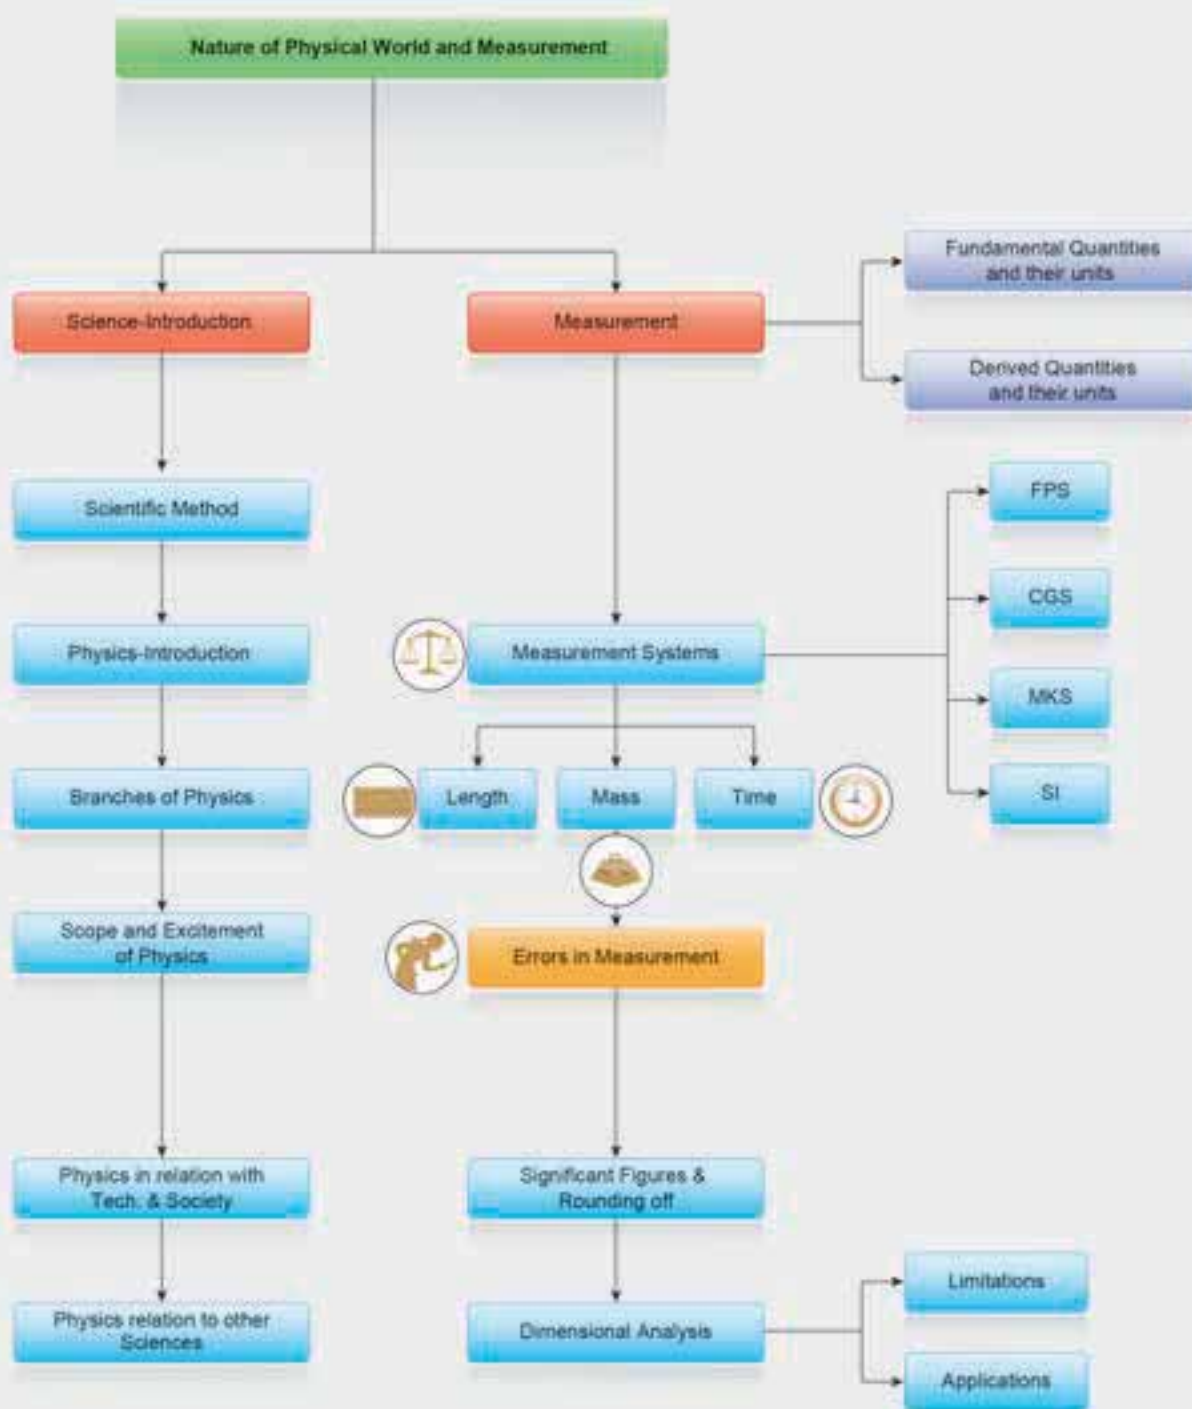 Nature of Physical World and Measurement
Science-Introduction
Scientific Method
Physics-Introduction
Branches of Physics
Scope and Excitement
of Physics
Physics in relation with
Tech. & Society
Physics relation to other
Sciences
Measurement
Fundamental Quantities
and their units
Derived Quantities
and their units
Measurement Systems
FPS
CGS
MKS
SI
Length
Mass
Time
Errors in Measurement
Significant Figures &
Rounding off
Dimensional Analysis
Limitations
Applications